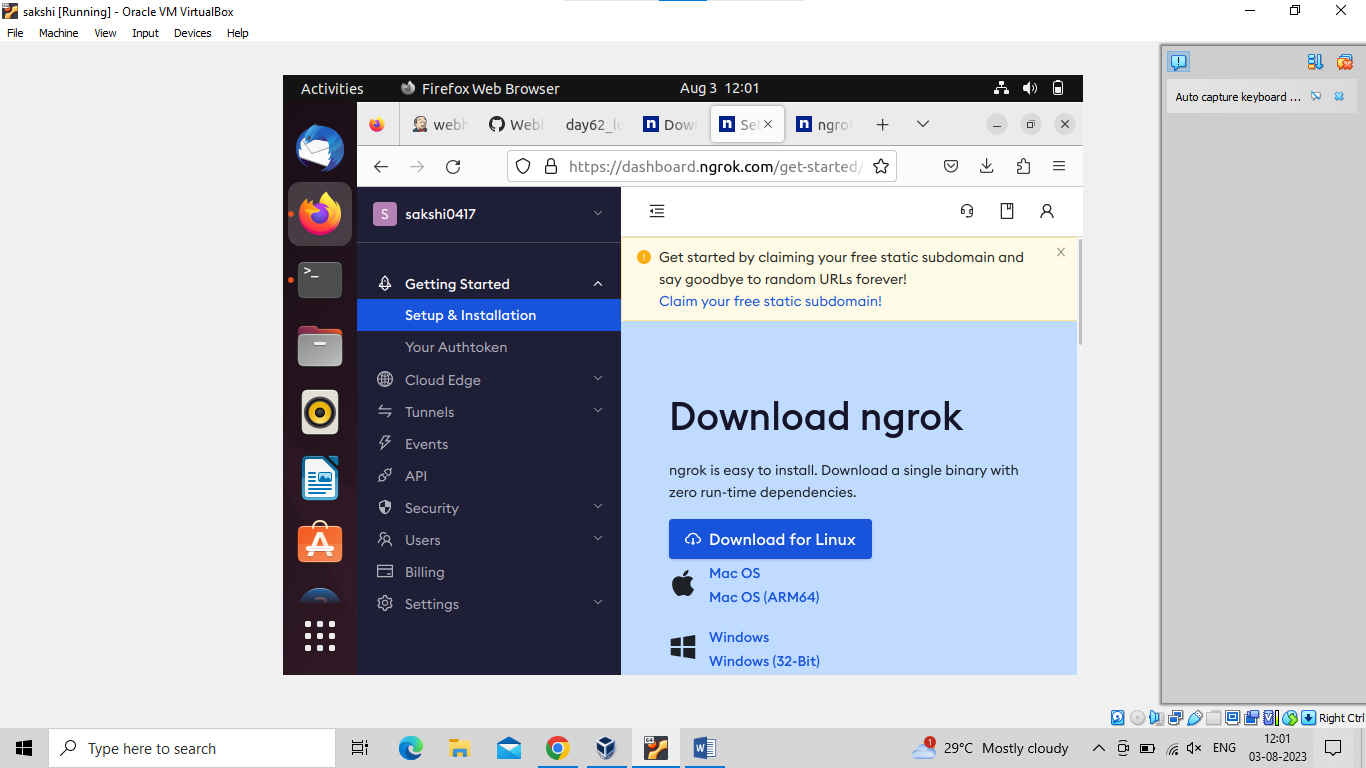 sakshi [Running] - Oracle VM VirtualBox
File Machine View Input Devices Help
Activities Firefox Web Browser Aug 3 12:01
webh Webh day62_lu Down Set ngrok
https://dashboard.ngrok.com/get-started/
S sakshi0417
Getting Started
Setup & Installation
Your Authtoken
Cloud Edge
Tunnels
Events
API
Security
Users
Billing
Settings
Get started by claiming your free static subdomain and
say goodbye to random URLs forever!
Claim your free static subdomain!
Download ngrok
ngrok is easy to install. Download a single binary with
zero run-time dependencies.
Download for Linux
Mac OS
Mac OS (ARM64)
Windows
Windows (32-Bit)
Auto capture keyboard ...
Right Ctrl
Type here to search
1 29°C Mostly cloudy
ENG
12:01
03-08-2023